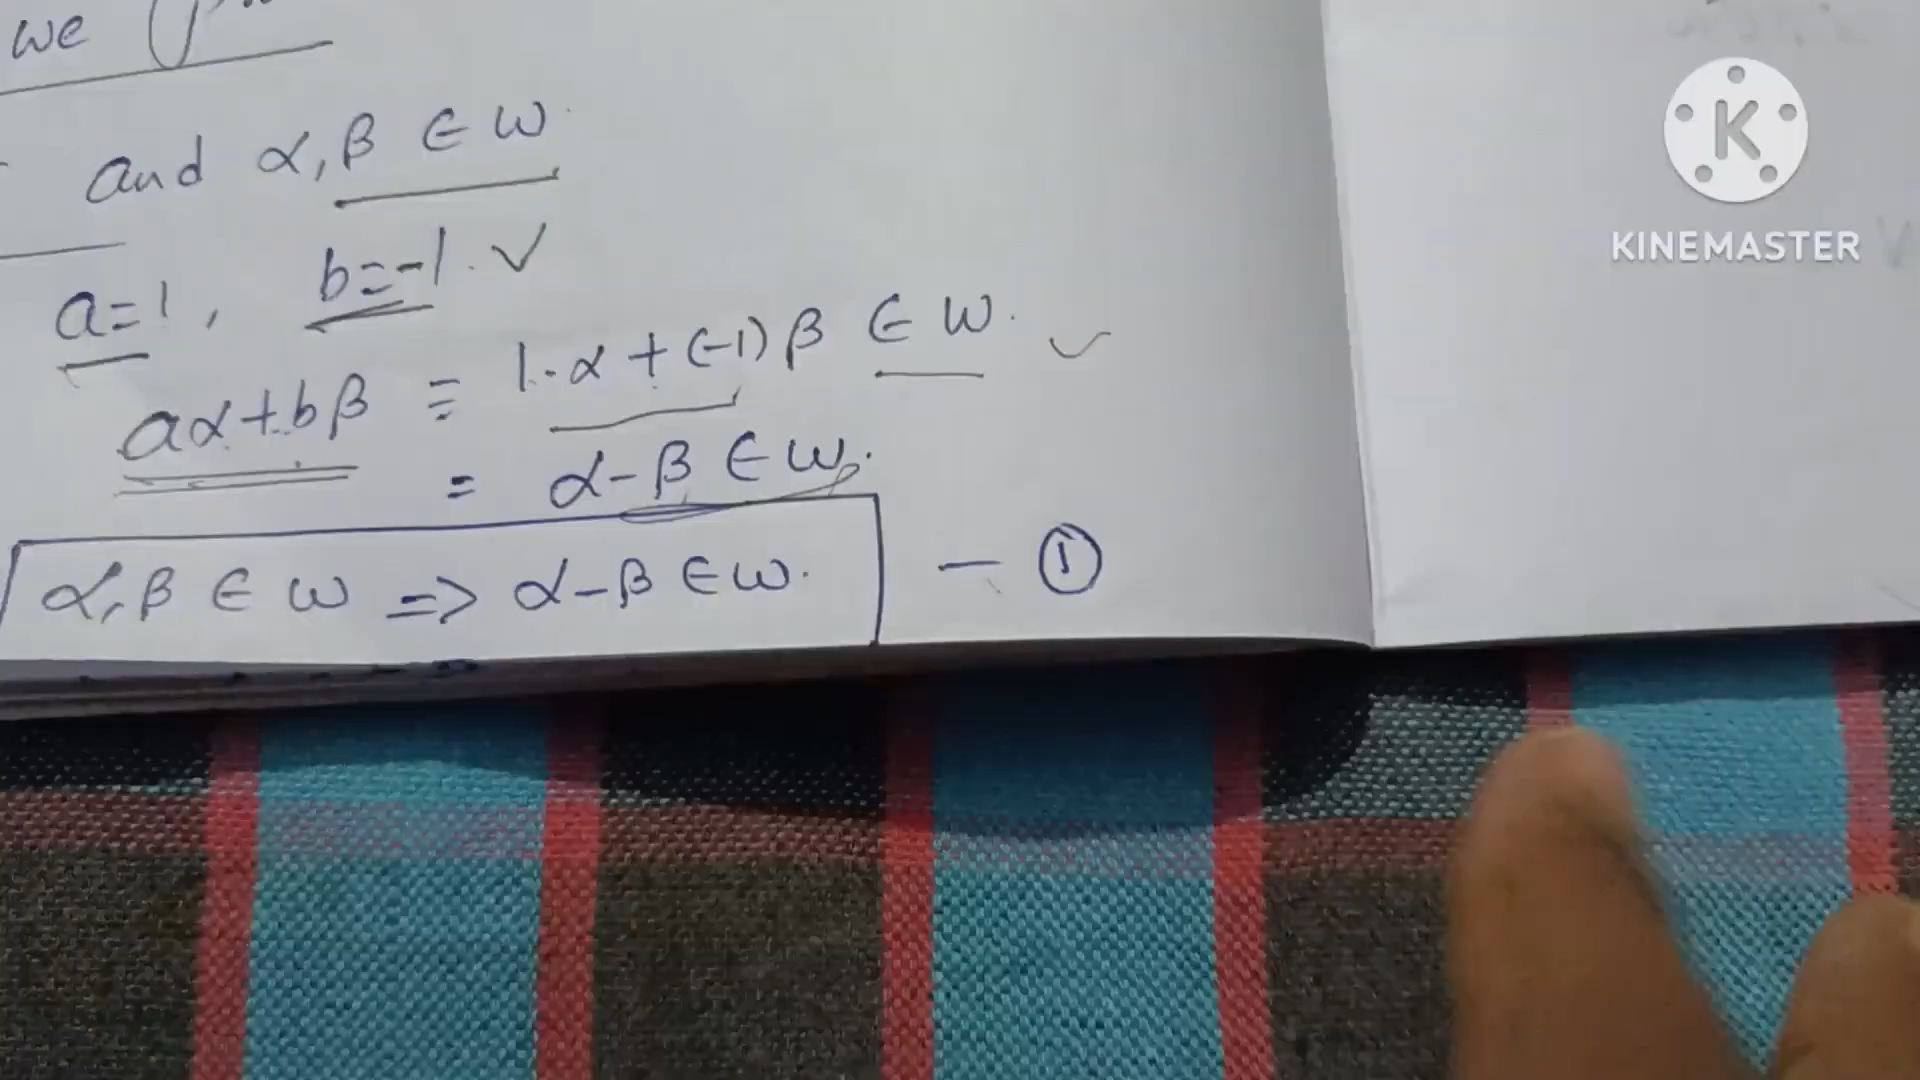 we
and α, β ∈ W.
a=1, b=-1. ✓
aα+bβ = 1·α + (-1)β ∈ W. ✓
= α-β ∈ W.
α, β ∈ W => α-β ∈ W. — ①
K
KINEMASTER